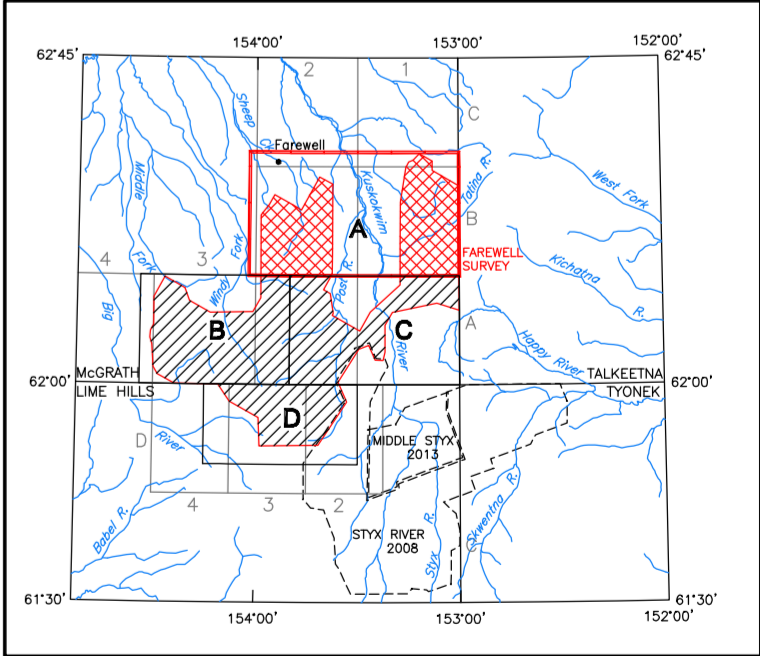 154°00'
153°00'
152°00'
62°45'
62°45'
2
1
C
Sheep
Ck
Farewell
Middle
Kuskokwim
Tatina R.
West Fork
A
B
FAREWELL
SURVEY
4
3
Fork
Windy
Fork
Post R.
Kichatna
R.
Big
B
C
River
A
Happy River
McGRATH
TALKEETNA
62°00'
62°00'
LIME HILLS
TYONEK
D
D
River
MIDDLE STYX
2013
4
3
2
Babel R.
STYX RIVER
2008
Styx
R.
Skwentna R.
C
61°30'
61°30'
154°00'
153°00'
152°00'